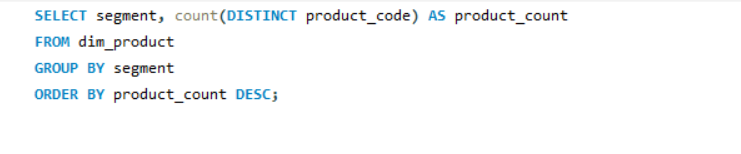 SELECT segment, count(DISTINCT product_code) AS product_count
FROM dim_product
GROUP BY segment
ORDER BY product_count DESC;